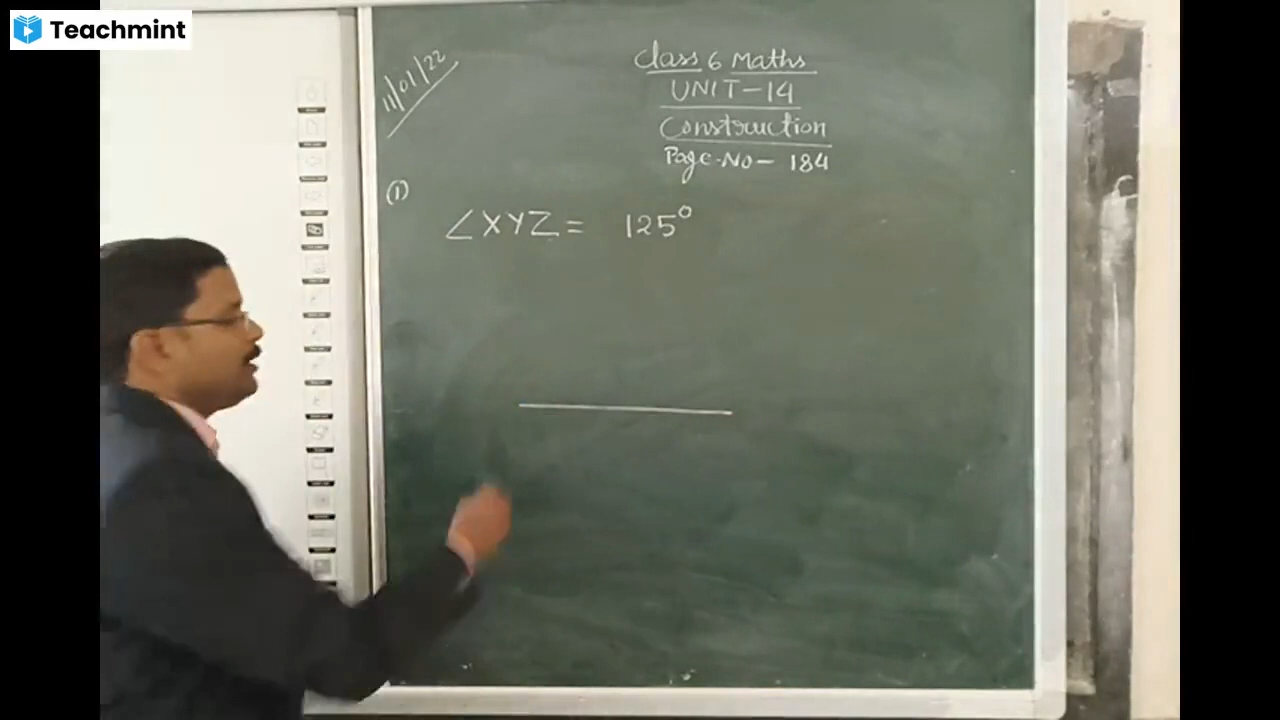 Teachmint
11/01/22
Class 6 Maths
UNIT-14
Construction
Page-No- 184
(1)
∠XYZ = 125°